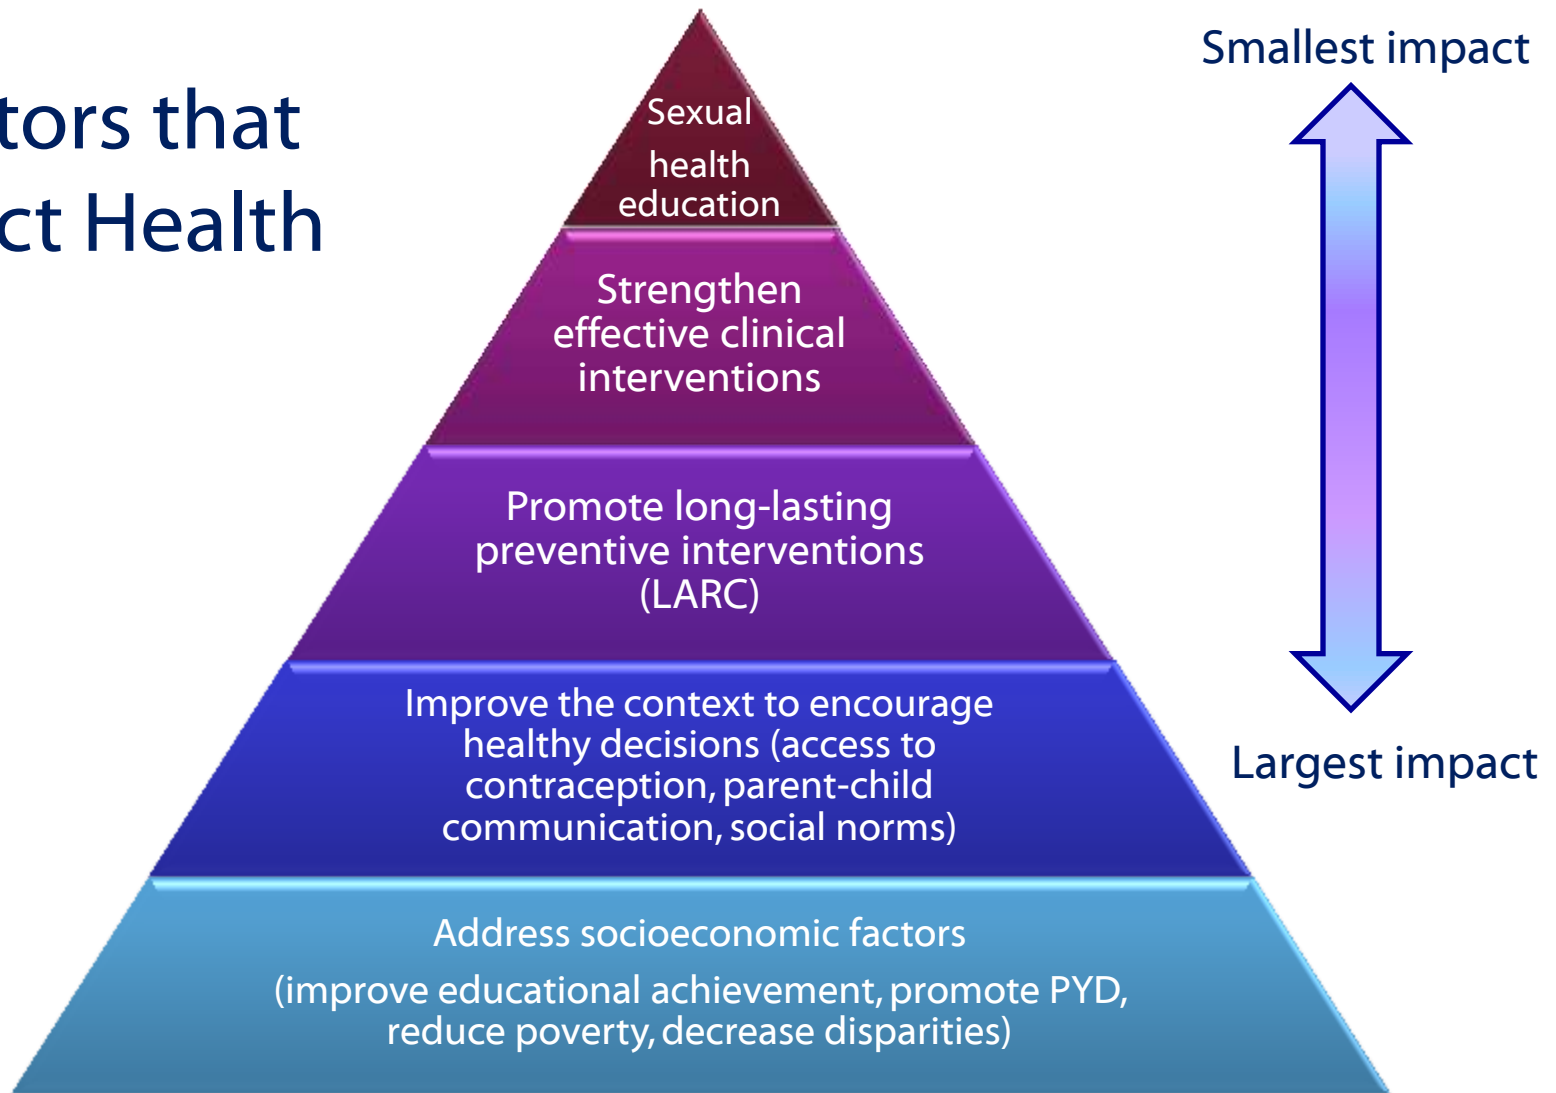 tors that
ct Health
Smallest impact
Sexual
health
education
Strengthen
effective clinical
interventions
Promote long-lasting
preventive interventions
(LARC)
Improve the context to encourage
healthy decisions (access to
contraception, parent-child
communication, social norms)
Largest impact
Address socioeconomic factors
(improve educational achievement, promote PYD,
reduce poverty, decrease disparities)